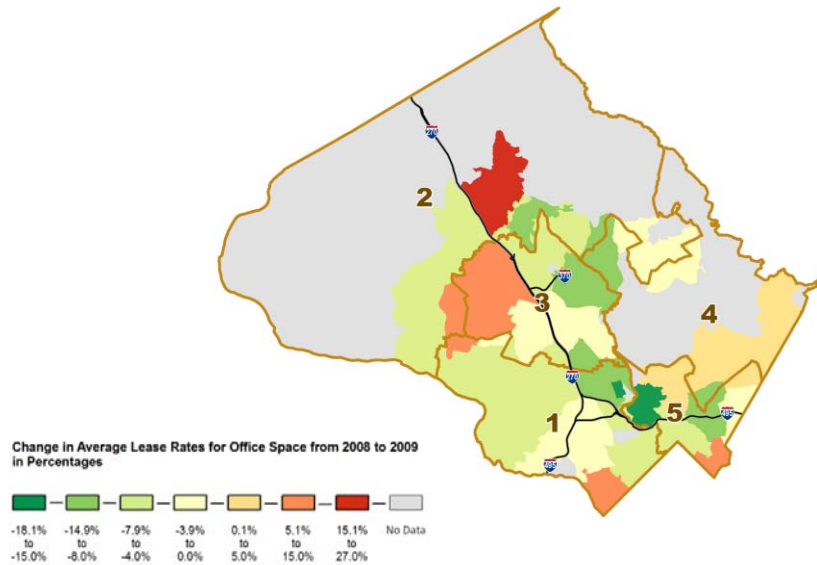 270
2
270
3
4
270
1
5
495
495
Change in Average Lease Rates for Office Space from 2008 to 2009
in Percentages
-18.1% -14.9% -7.9% -3.9% 0.1% 5.1% 15.1% No Data
to to to to to to to
-15.0% -8.0% -4.0% 0.0% 5.0% 15.0% 27.0%